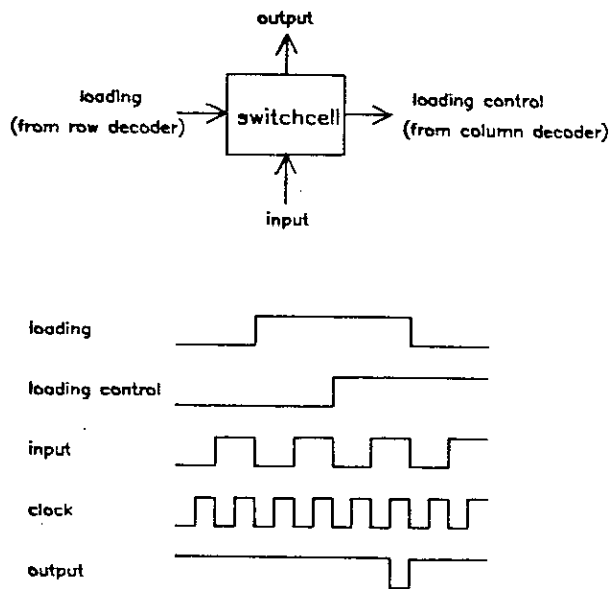 output
loading
(from row decoder)
switchcell
loading control
(from column decoder)
input
loading
loading control
input
clock
output